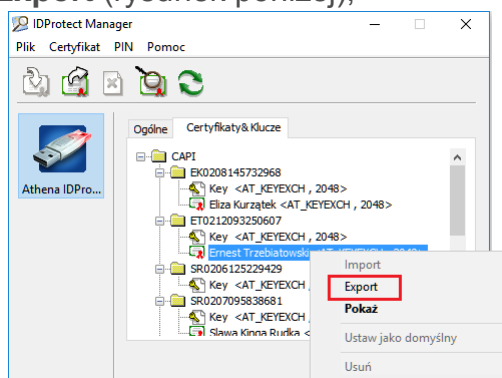 Export (rysunek poniżej),
IDProtect Manager
Plik Certyfikat PIN Pomoc
Ogólne Certyfikaty& Klucze
Athena IDPro...
CAPI
EK0208145732968
Key <AT_KEYEXCH , 2048>
Eliza Kurzątek <AT_KEYEXCH , 2048>
ET0212093250607
Key <AT_KEYEXCH , 2048>
Ernest Trzebiatowski
SR0206125229429
Key <AT_KEYEXCH ,
SR0207095838681
Key <AT_KEYEXCH ,
Slawa Kinga Rudka <
Import
Export
Pokaż
Ustaw jako domyślny
Usuń